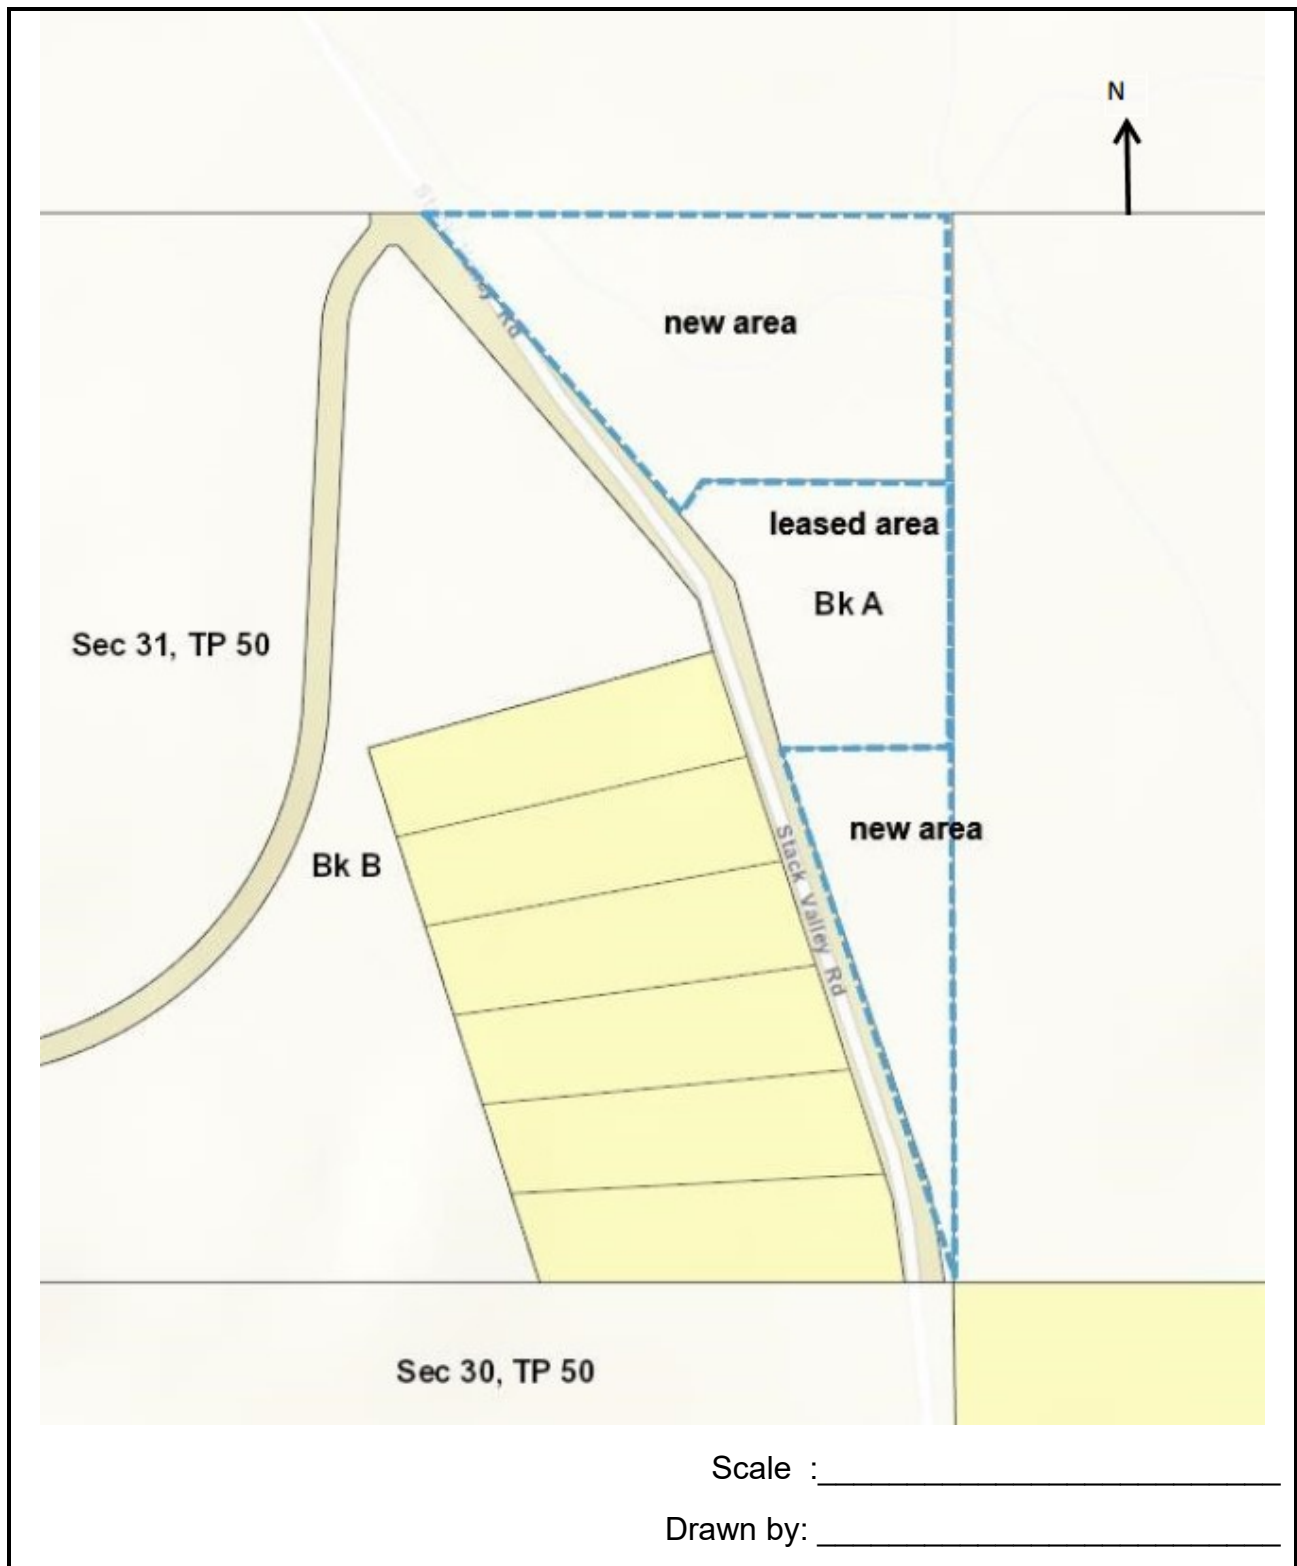 N
Rd
new area
leased area
Bk A
Sec 31, TP 50
new area
Stack Valley Rd
Bk B
Sec 30, TP 50
Scale :
Drawn by: